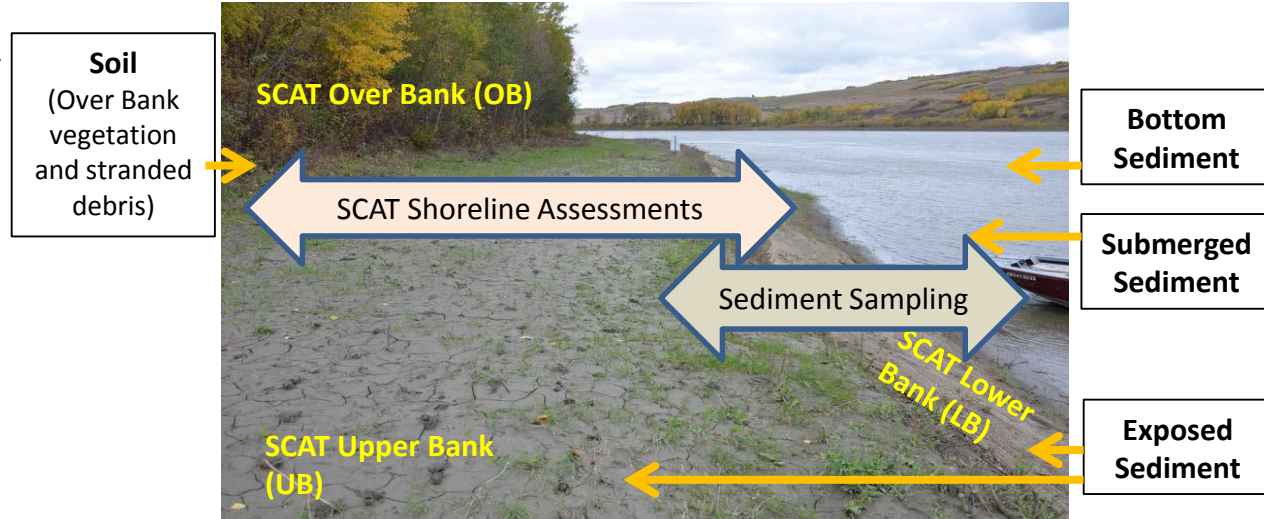 Soil
(Over Bank
vegetation
and stranded
debris)
SCAT Over Bank (OB)
SCAT Shoreline Assessments
Sediment Sampling
SCAT Lower
Bank (LB)
SCAT Upper Bank
(UB)
Bottom
Sediment
Submerged
Sediment
Exposed
Sediment